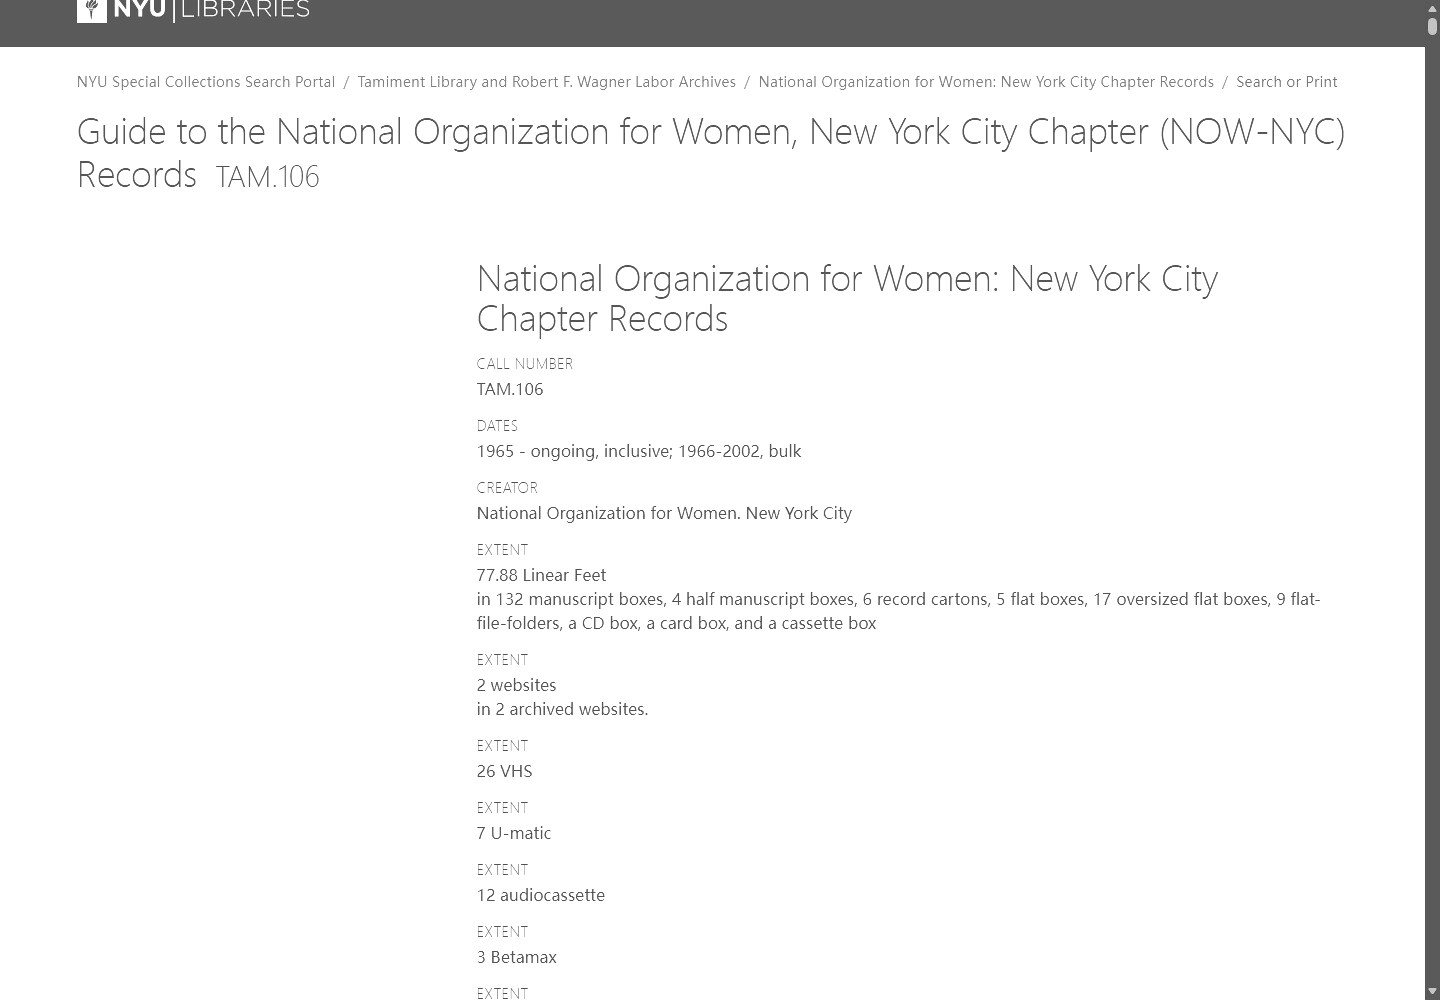 NYU | LIBRARIES
NYU Special Collections Search Portal / Tamiment Library and Robert F. Wagner Labor Archives / National Organization for Women: New York City Chapter Records / Search or Print
Guide to the National Organization for Women, New York City Chapter (NOW-NYC)
Records TAM.106
National Organization for Women: New York City
Chapter Records
CALL NUMBER
TAM.106
DATES
1965 - ongoing, inclusive; 1966-2002, bulk
CREATOR
National Organization for Women. New York City
EXTENT
77.88 Linear Feet
in 132 manuscript boxes, 4 half manuscript boxes, 6 record cartons, 5 flat boxes, 17 oversized flat boxes, 9 flat-
file-folders, a CD box, a card box, and a cassette box
EXTENT
2 websites
in 2 archived websites.
EXTENT
26 VHS
EXTENT
7 U-matic
EXTENT
12 audiocassette
EXTENT
3 Betamax
EXTENT